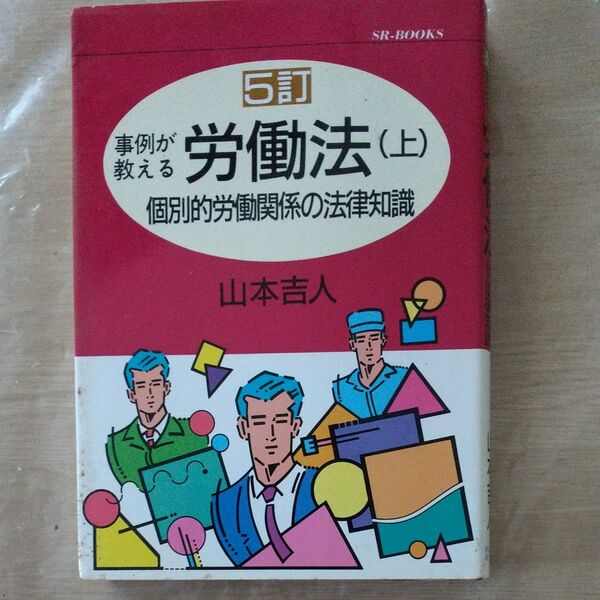 SR-BOOKS
5訂
事例が
教える
労働法(上)
個別的労働関係の法律知識
山本吉人
E